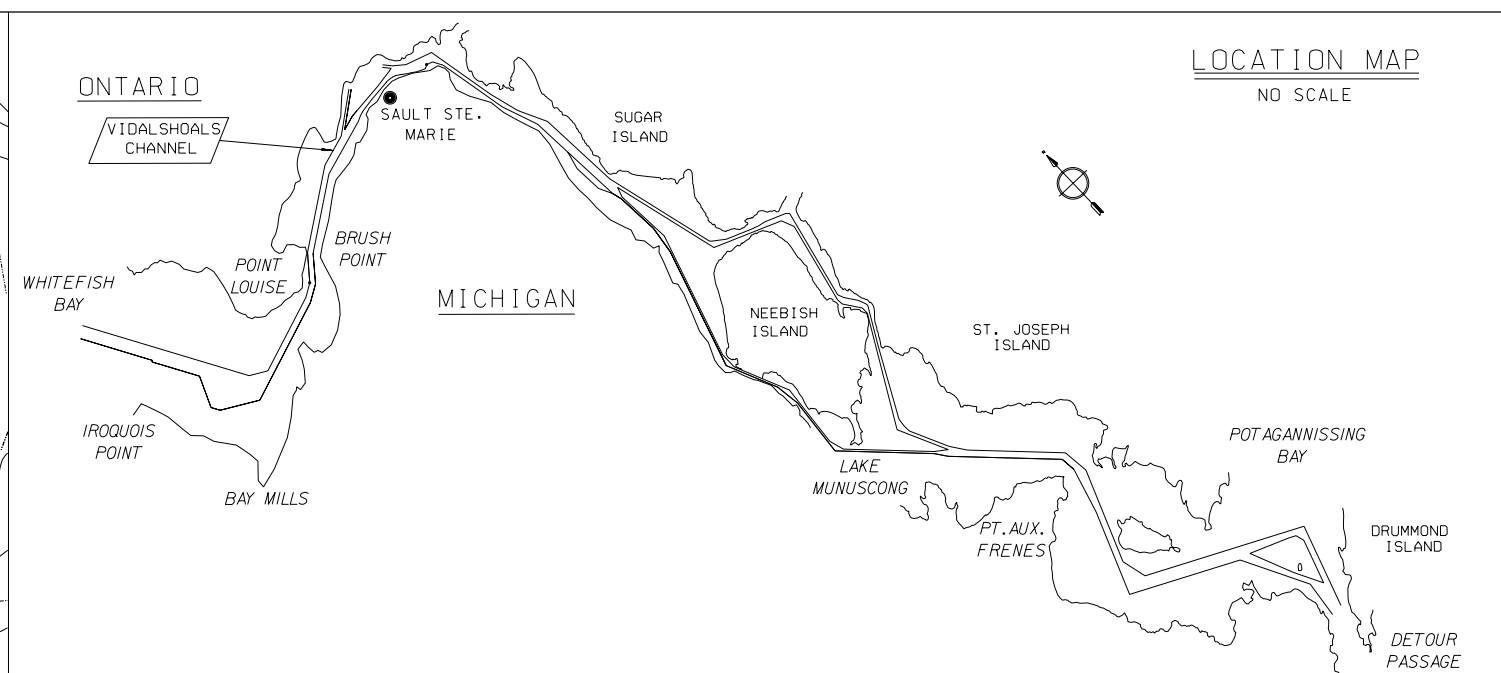 LOCATION MAP
NO SCALE
ONTARIO
VIDALSHOALS
CHANNEL
SAULT STE.
MARIE
SUGAR
ISLAND
BRUSH
POINT
POINT
LOUISE
WHITEFISH
BAY
MICHIGAN
NEEBISH
ISLAND
ST. JOSEPH
ISLAND
IROQUOIS
POINT
BAY MILLS
LAKE
MUNUSCONG
POTAGANNISSING
BAY
PT.AUX.
FRENES
DRUMMOND
ISLAND
DETOUR
PASSAGE